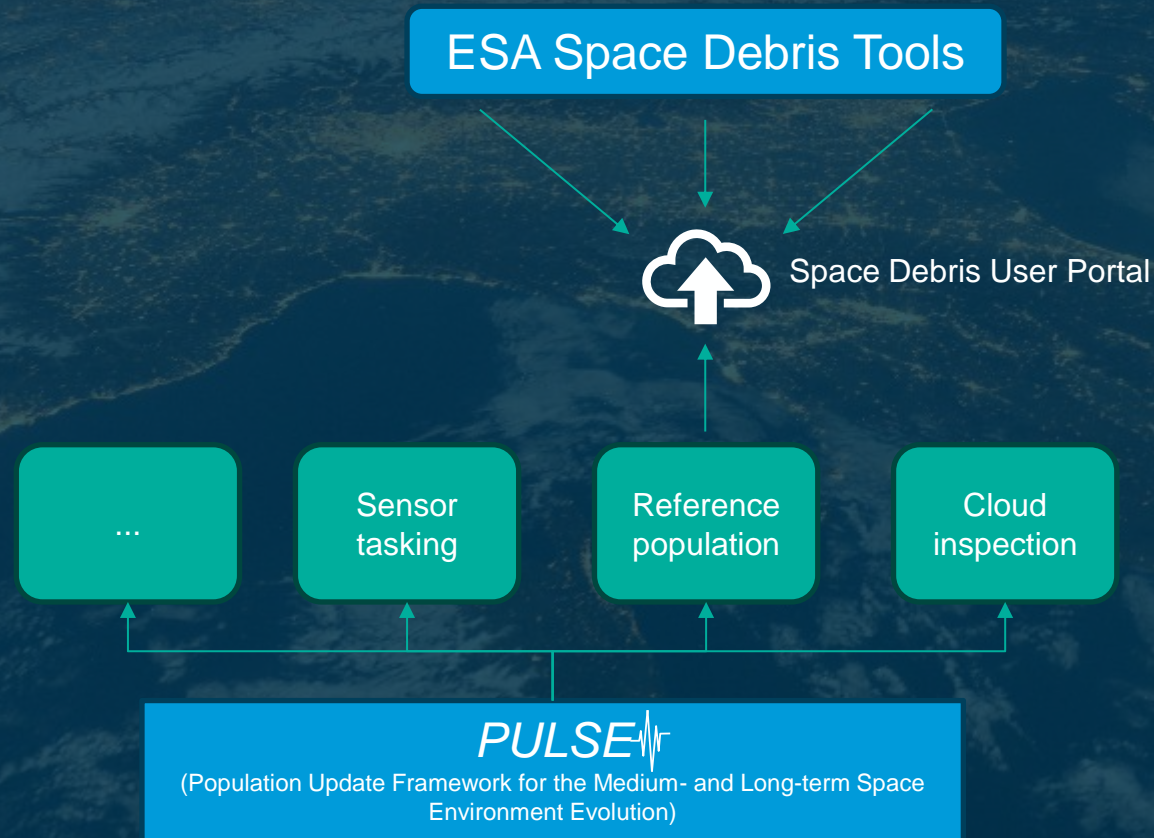 ESA Space Debris Tools
Space Debris User Portal
...
Sensor
tasking
Reference
population
Cloud
inspection
PULSE
(Population Update Framework for the Medium- and Long-term Space
Environment Evolution)